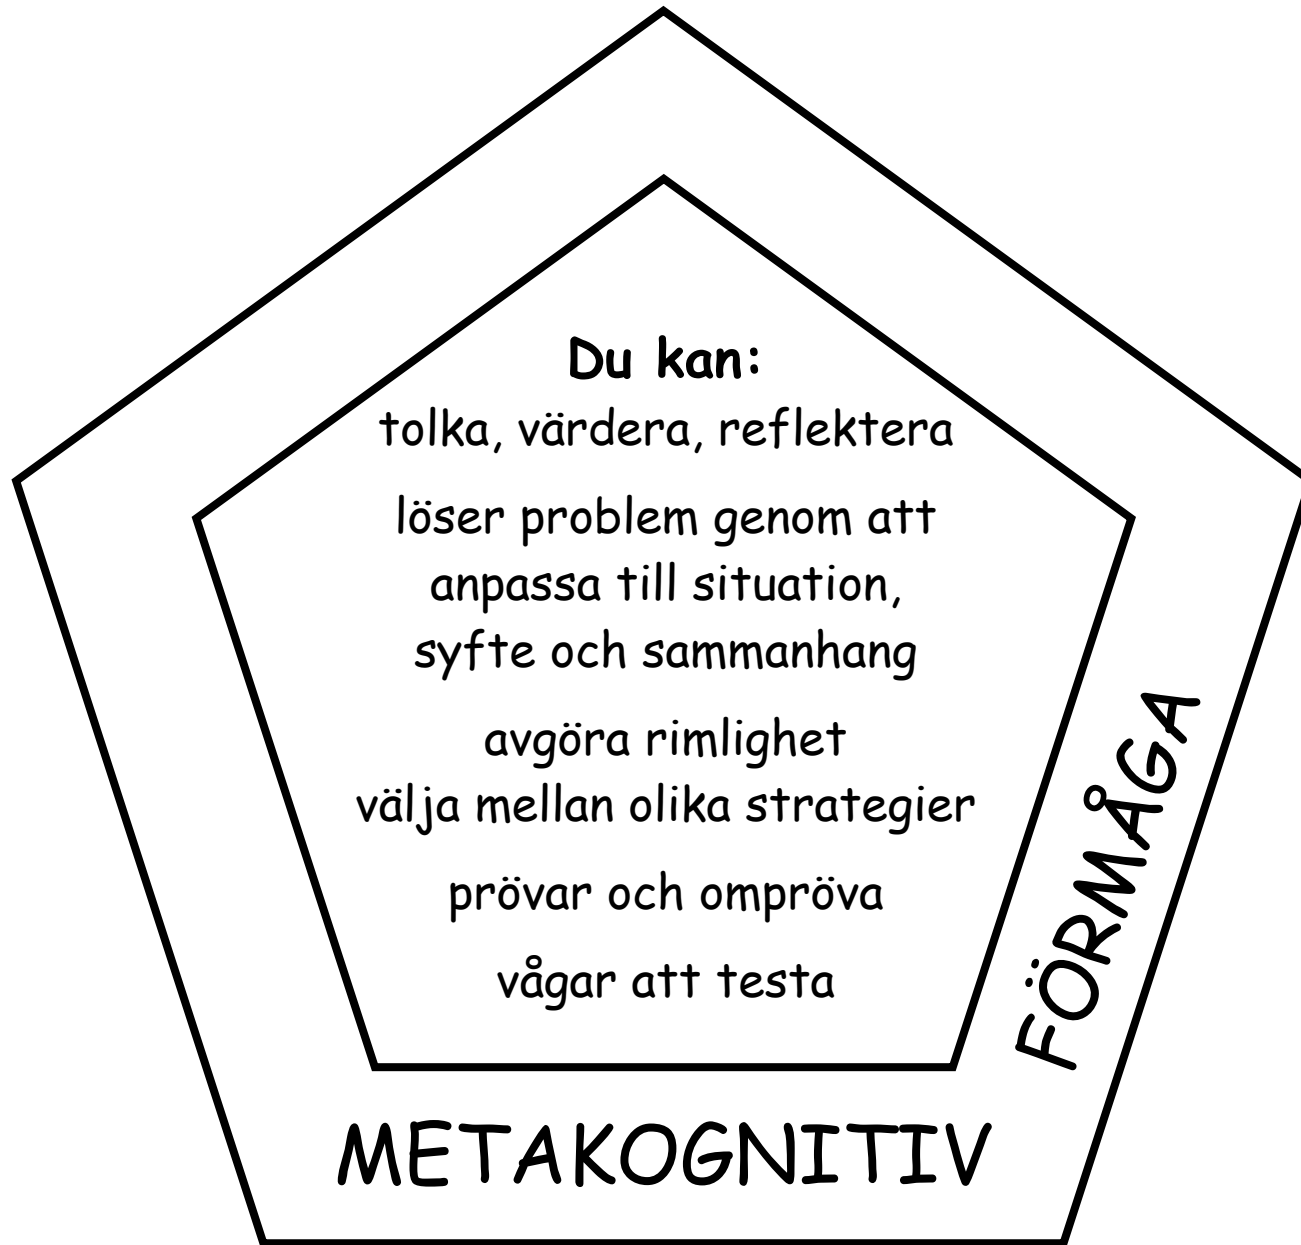 Du kan:
tolka, värdera, reflektera
löser problem genom att
anpassa till situation,
syfte och sammanhang
avgöra rimlighet
välja mellan olika strategier
prövar och ompröva
vågar att testa
METAKOGNITIV
FÖRMÅGA